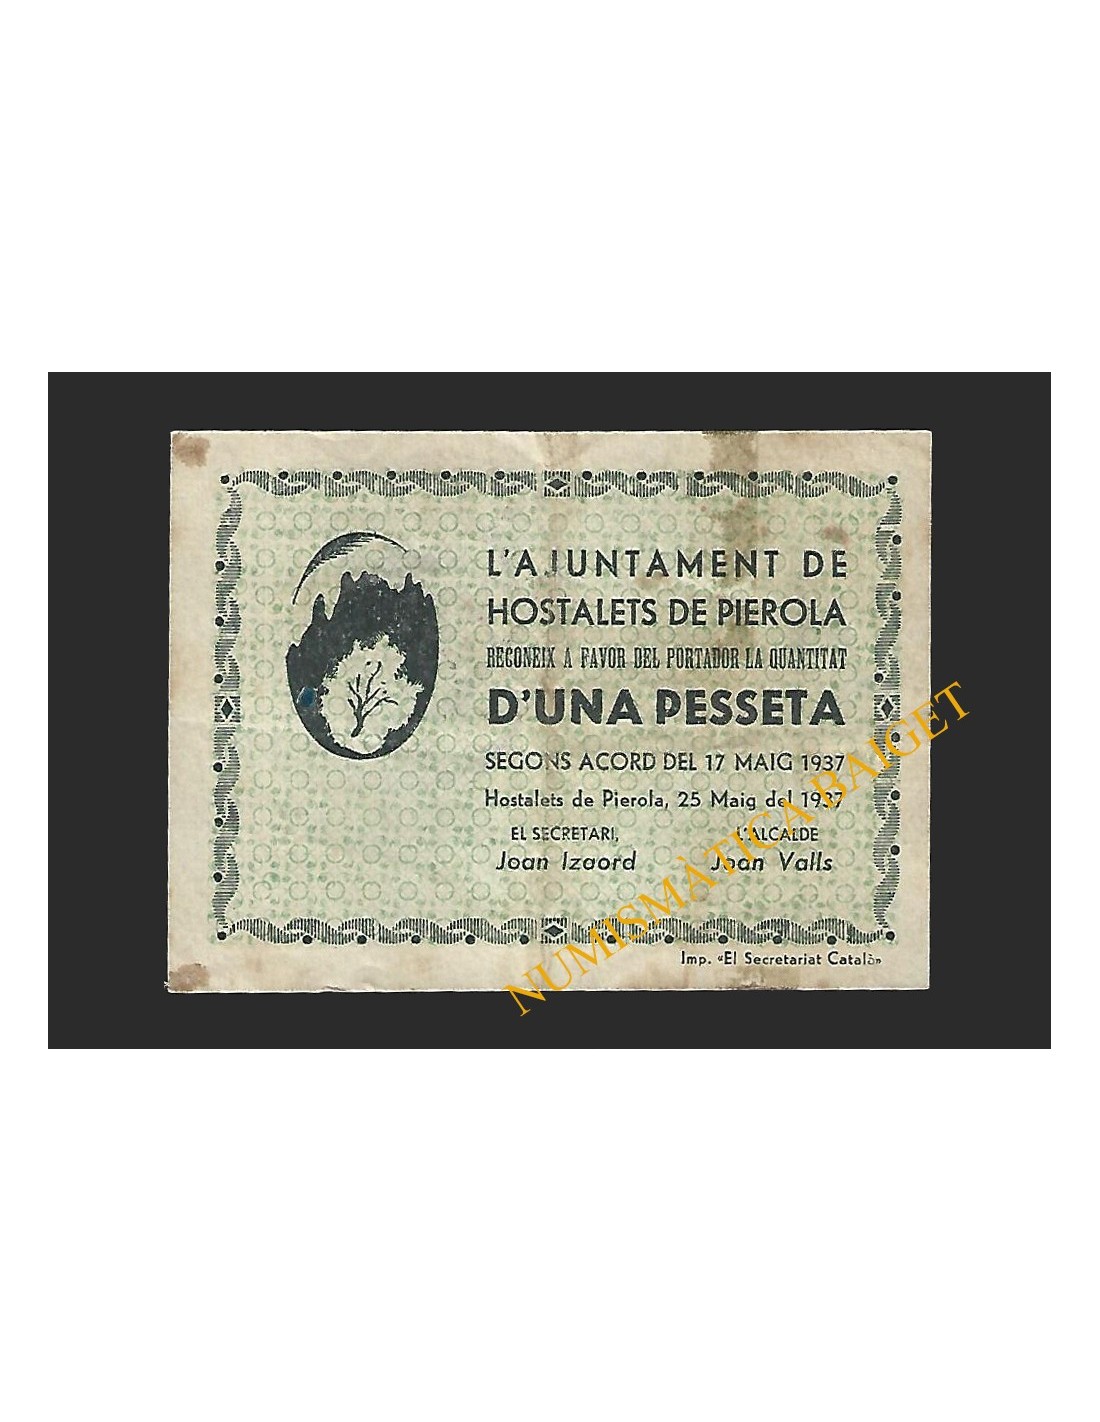 L'AJUNTAMENT DE
HOSTALETS DE PIEROLA
RECONEIX A FAVOR DEL PORTADOR LA QUANTITAT
D'UNA PESSETA
SEGONS ACORD DEL 17 MAIG 1937
Hostalets de Pierola, 25 Maig del 1937
EL SECRETARI, L'ALCALDE
Joan Izaord Joan Valls
Imp. «El Secretariat Català»
NUMISMÀTICA BAIGET